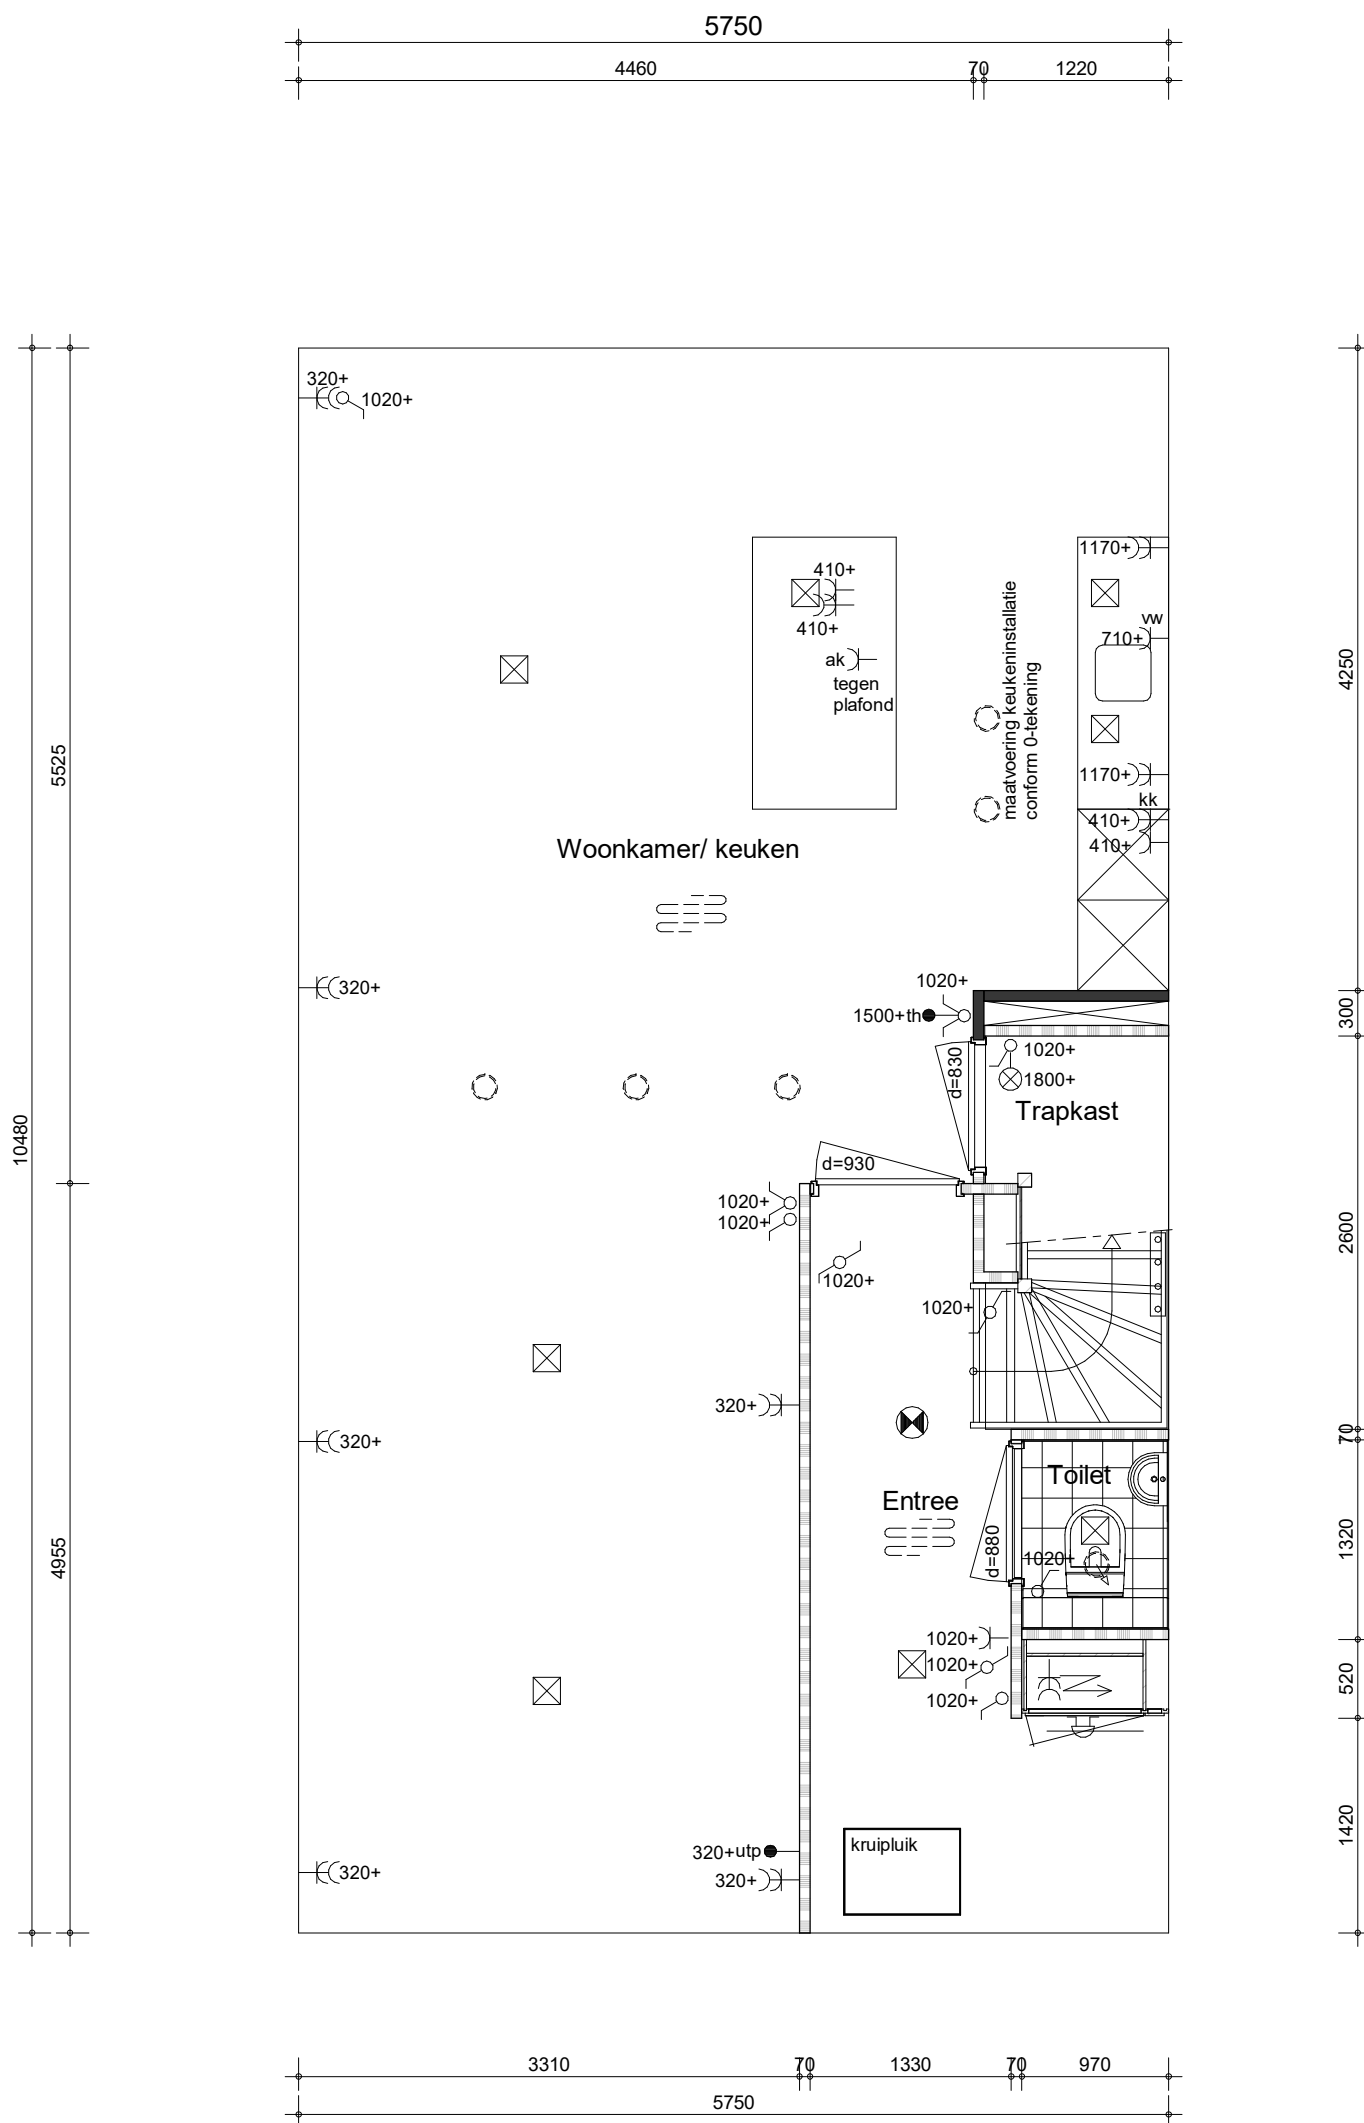 5750
4460
70
1220
320+
1020+
1170+
410+
410+
vw
710+
ak
tegen
plafond
maatvoering keukeninstallatie
conform 0-tekening
1170+
kk
410+
410+
Woonkamer/ keuken
4250
5525
10480
320+
1020+
1500+th
300
1020+
1800+
d=830
Trapkast
d=930
1020+
1020+
1020+
1020+
2600
320+
320+
70
Toilet
Entree
d=880
1020+
1320
4955
1020+
1020+
1020+
520
1420
kruipluik
320+utp
320+
320+
3310
70
1330
70
970
5750